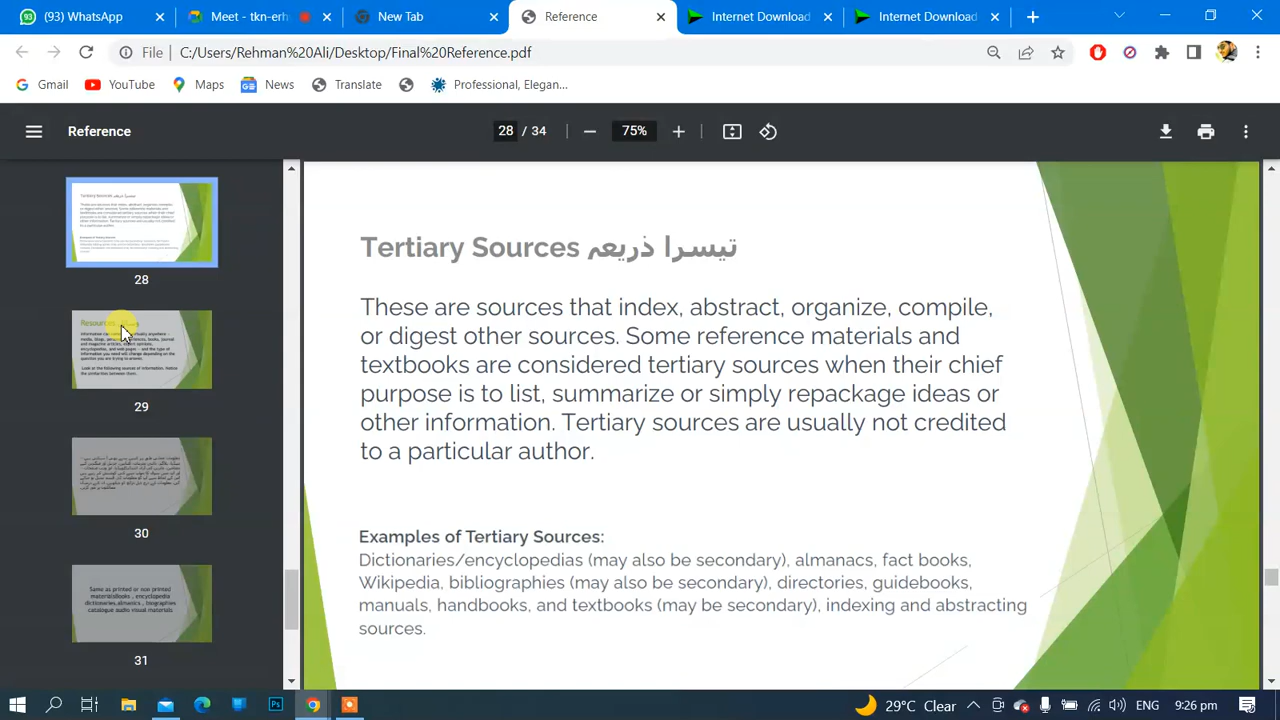 (93) WhatsApp
Meet - tkn-erh
New Tab
Reference
Internet Download
Internet Download
File
C:/Users/Rehman%20Ali/Desktop/Final%20Reference.pdf
Gmail
YouTube
Maps
News
Translate
Professional, Elegan...
Reference
28 / 34
75%
28
29
30
31
Same as printed or non printed
Tertiary Sources تیسرا ذریعہ
These are sources that index, abstract, organize, compile,
or digest other sources. Some reference materials and
textbooks are considered tertiary sources when their chief
purpose is to list, summarize or simply repackage ideas or
other information. Tertiary sources are usually not credited
to a particular author.
Examples of Tertiary Sources:
Dictionaries/encyclopedias (may also be secondary), almanacs, fact books,
Wikipedia, bibliographies (may also be secondary), directories, guidebooks,
manuals, handbooks, and textbooks (may be secondary), indexing and abstracting
sources.
29°C Clear
ENG
9:26 pm